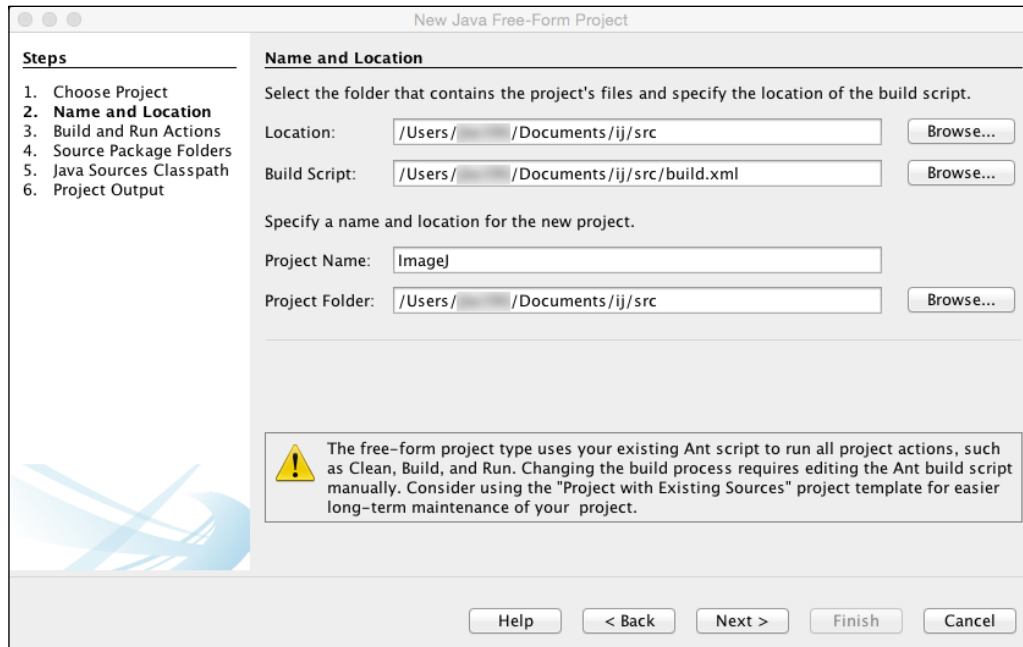 New Java Free-Form Project
Steps
1. Choose Project
2. Name and Location
3. Build and Run Actions
4. Source Package Folders
5. Java Sources Classpath
6. Project Output
Name and Location
Select the folder that contains the project's files and specify the location of the build script.
Location: /Users/ /Documents/ij/src Browse...
Build Script: /Users/ /Documents/ij/src/build.xml Browse...
Specify a name and location for the new project.
Project Name: ImageJ
Project Folder: /Users/ /Documents/ij/src Browse...
The free-form project type uses your existing Ant script to run all project actions, such
as Clean, Build, and Run. Changing the build process requires editing the Ant build script
manually. Consider using the "Project with Existing Sources" project template for easier
long-term maintenance of your project.
Help < Back Next > Finish Cancel